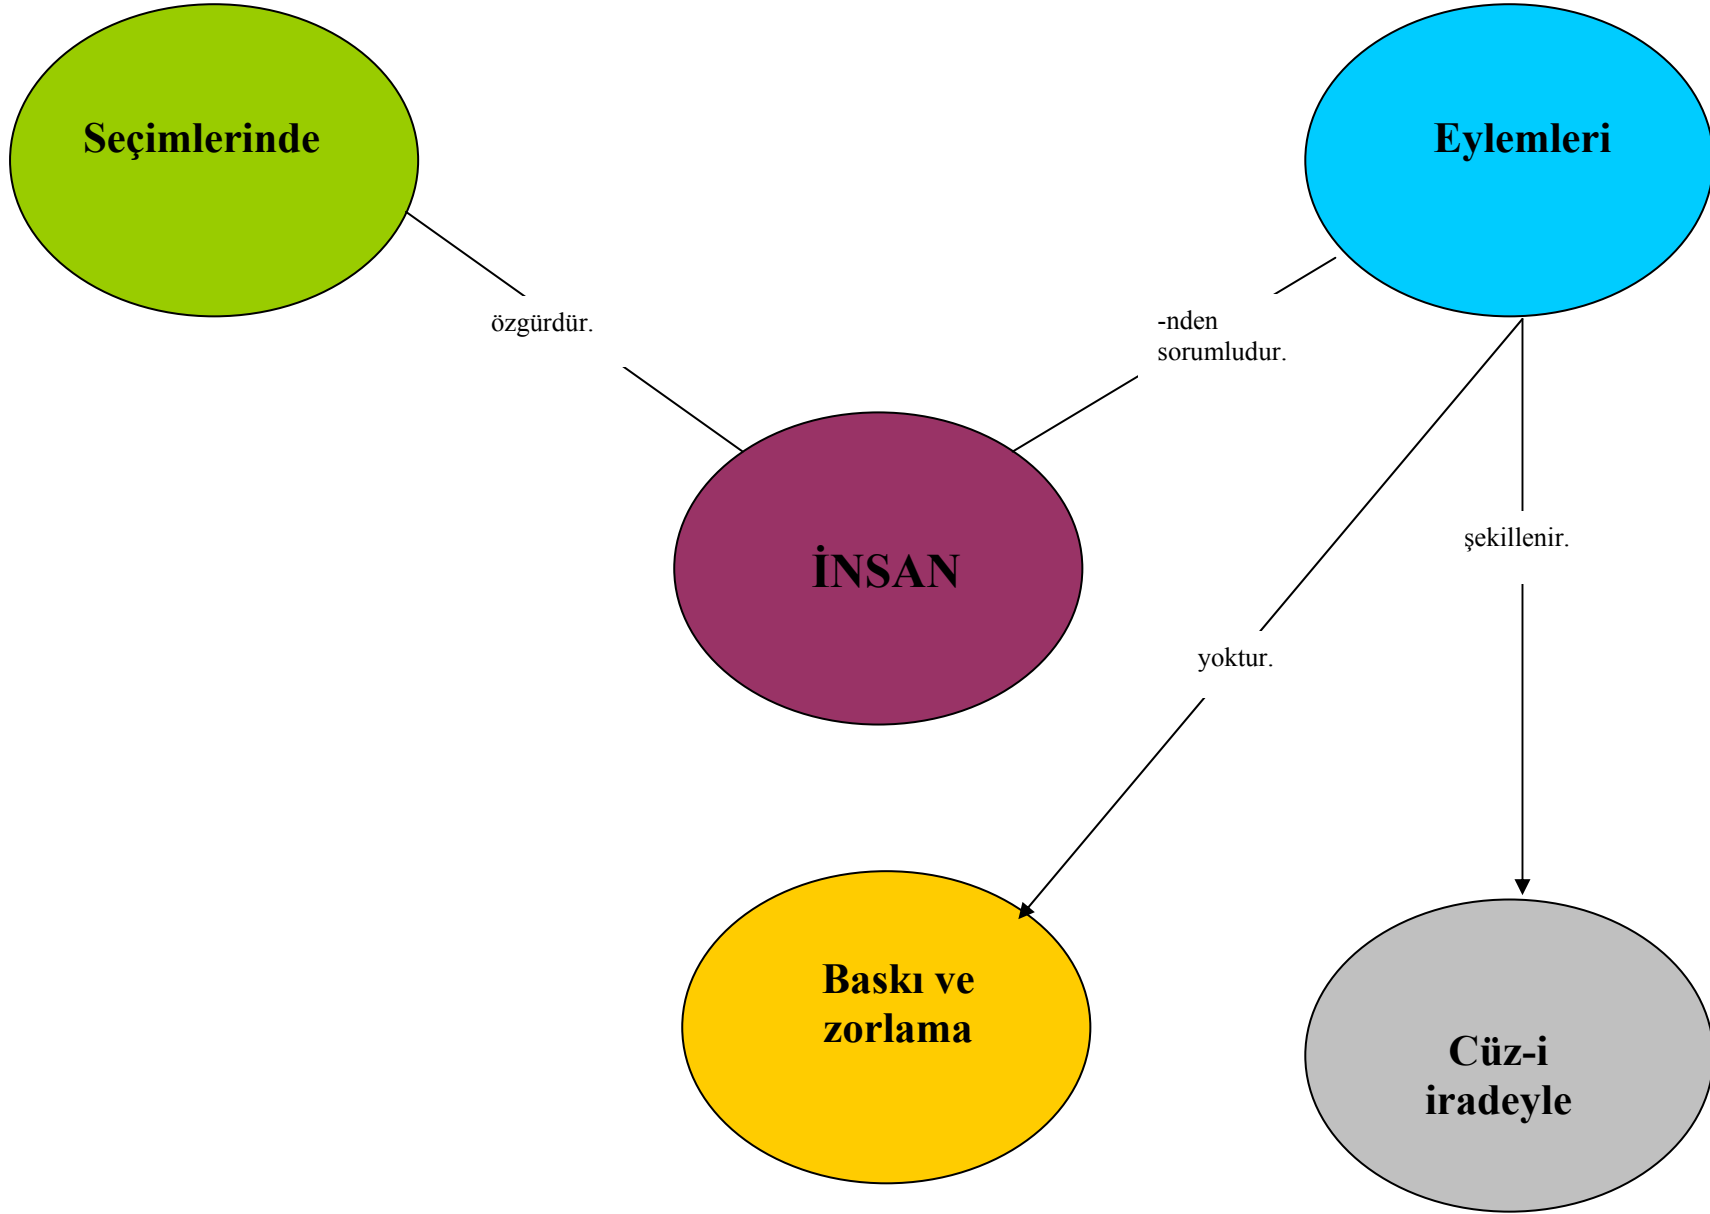 Seçimlerinde
Eylemleri
özgürdür.
-nden
sorumludur.
İNSAN
şekillenir.
yoktur.
Baskı ve
zorlama
Cüz-i
iradeyle